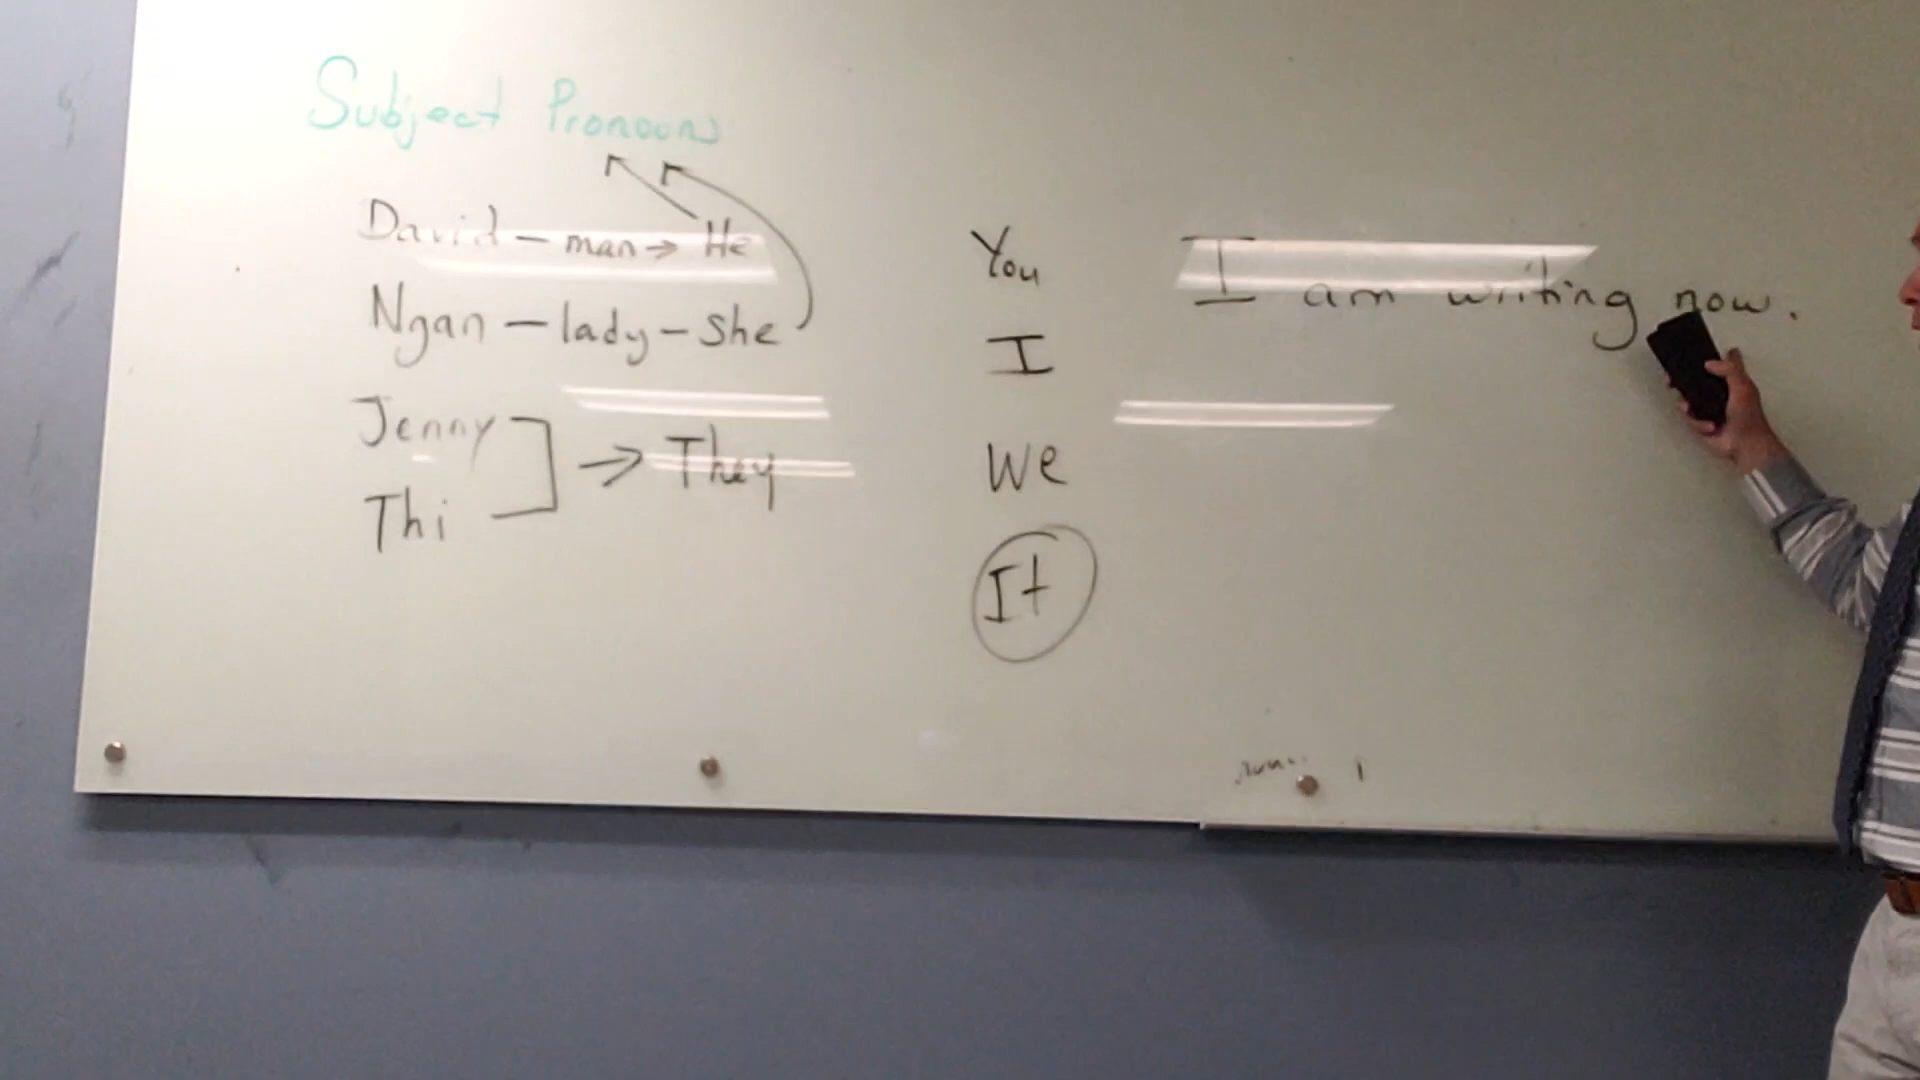 Subject Pronouns
David – man → He
Ngan – lady – she
Jenny
Thi
→ They
You
I
We
It
I am writing now.